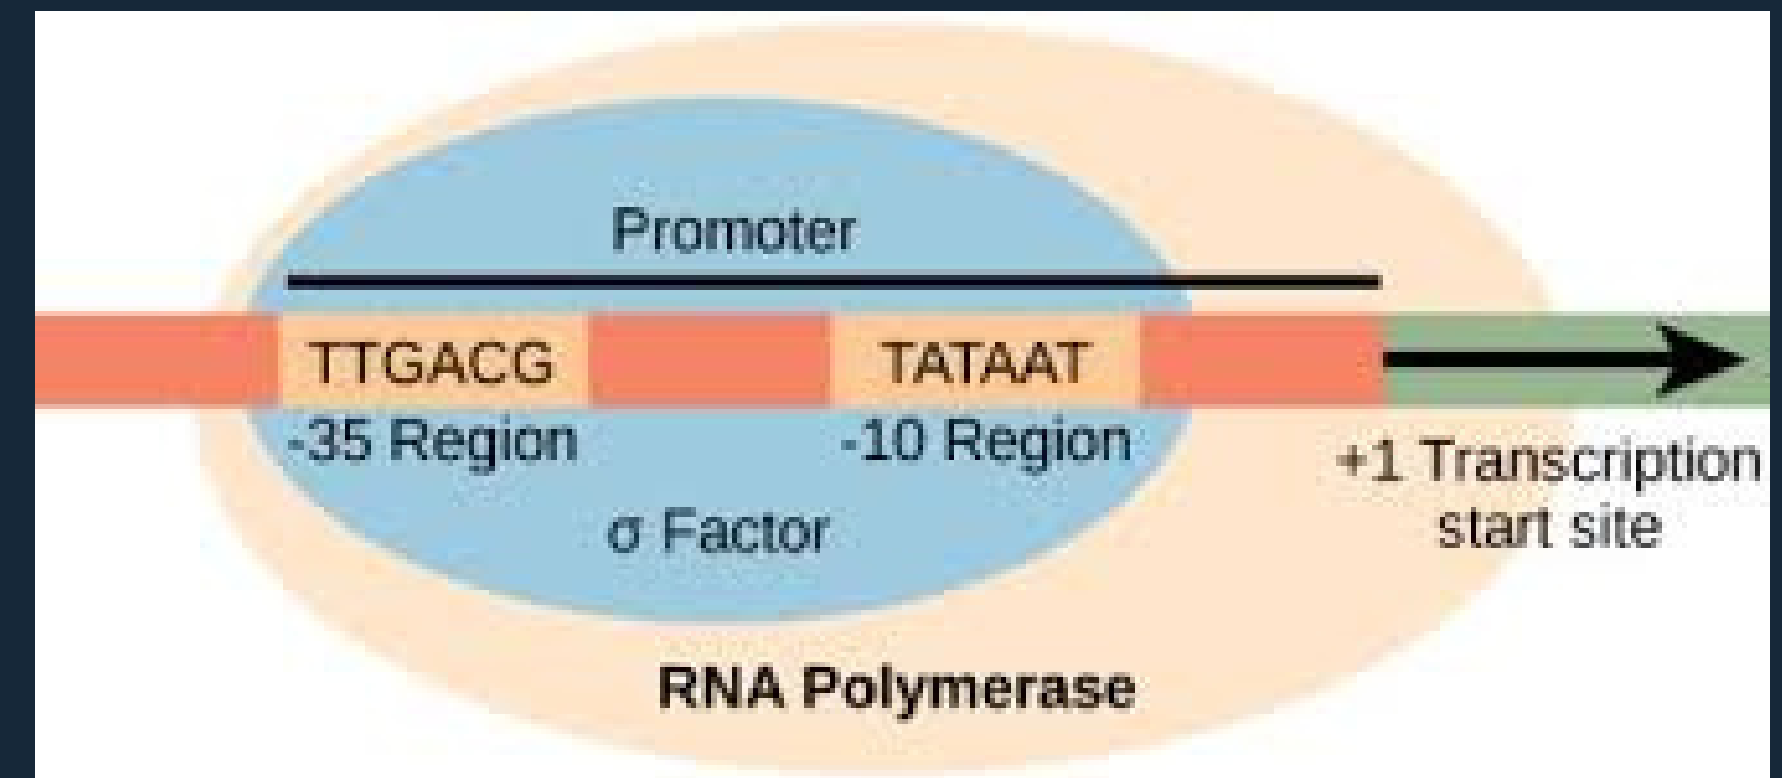 Promoter
TTGACG TATAAT
-35 Region -10 Region
+1 Transcription
start site
σ Factor
RNA Polymerase